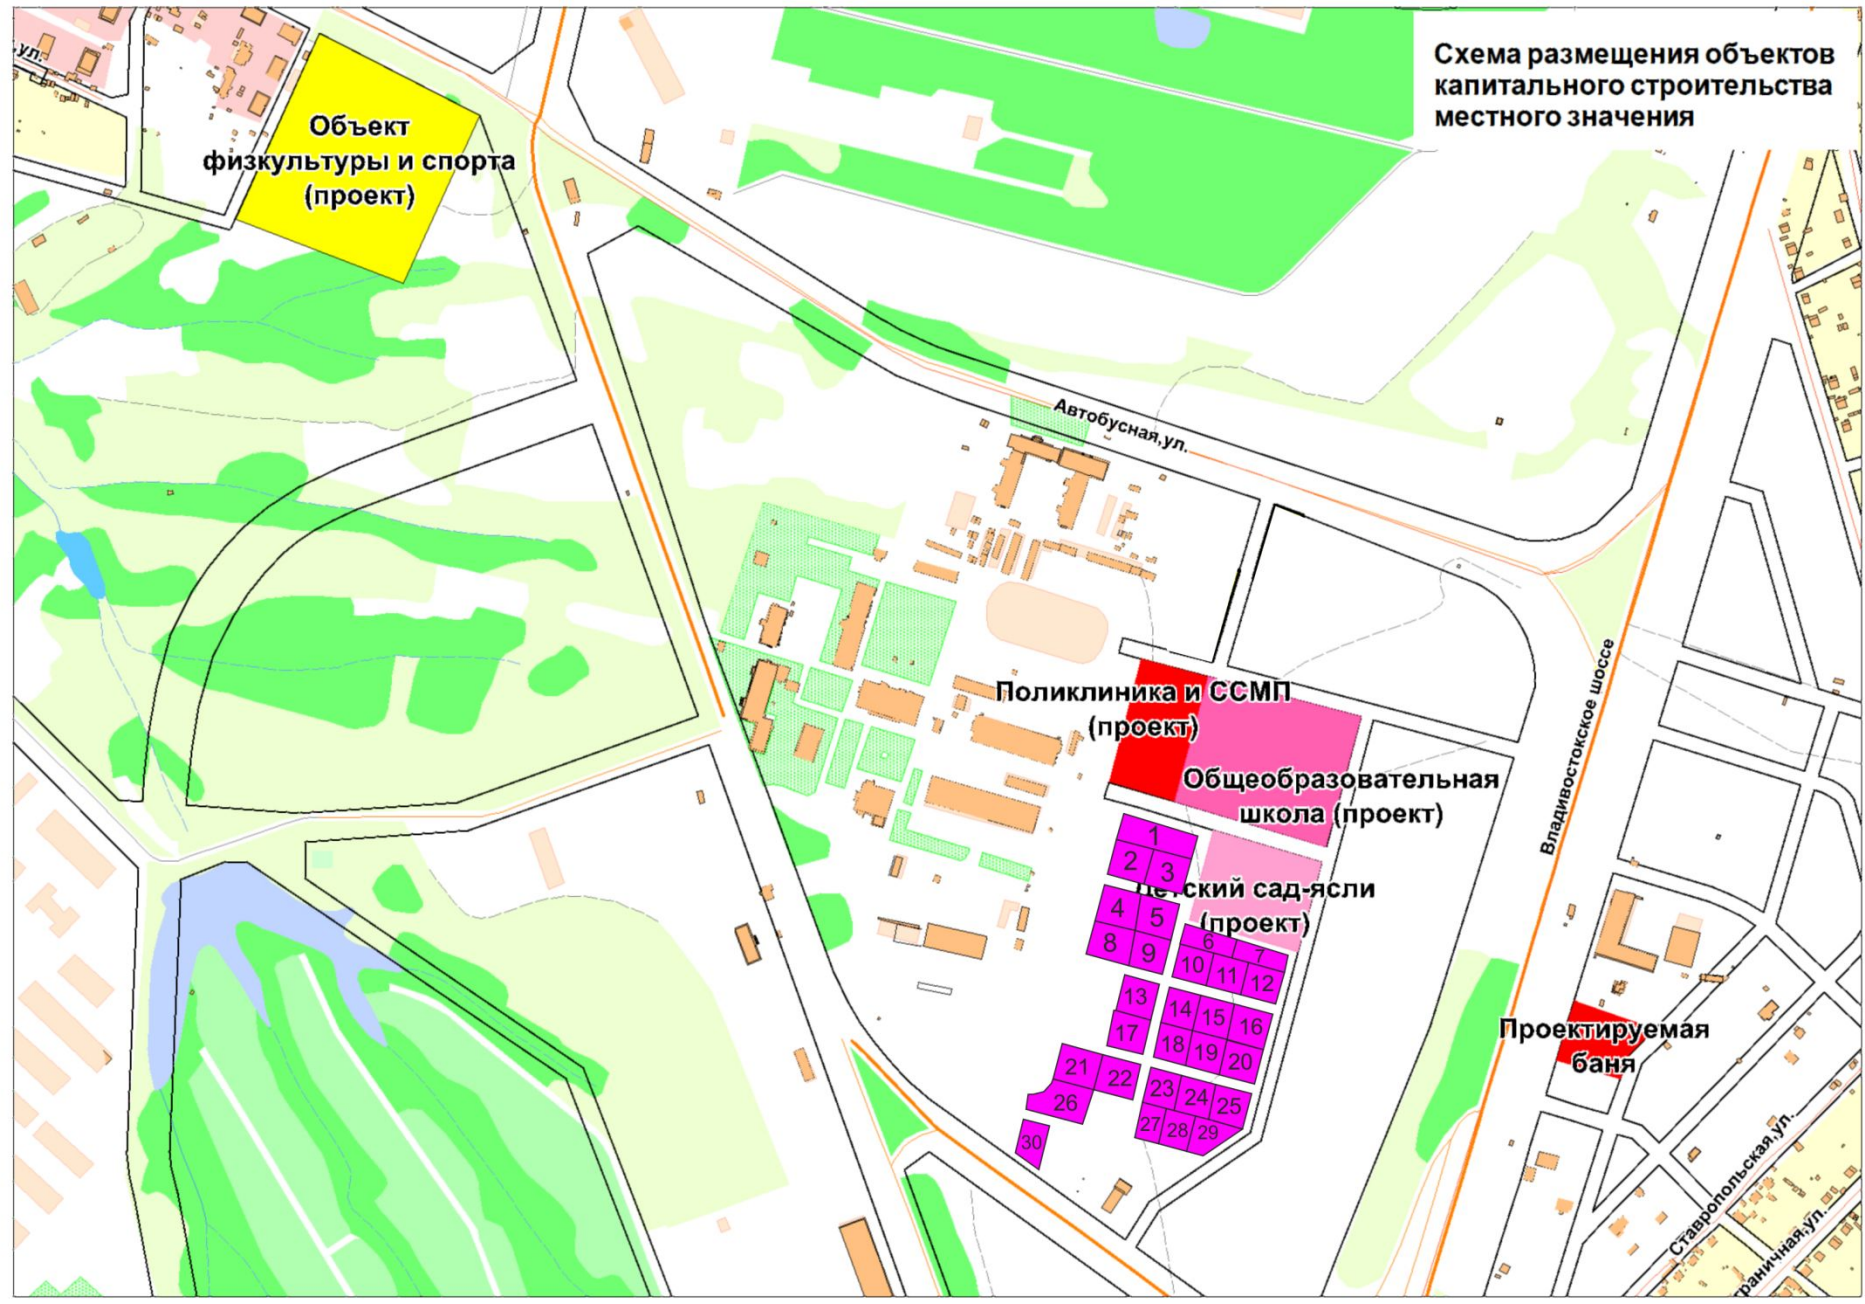 Схема размещения объектов
капитального строительства
местного значения
,ул.
Объект
физкультуры и спорта
(проект)
Автобусная,ул.
Поликлиника и ССМП
(проект)
Общеобразовательная
школа (проект)
Владивостокское шоссе
1
2 3
сад-ясли
(проект)
4 5
8 9
6 7
10 11 12
13
17
14 15 16
18 19 20
21 22
26
23 24 25
27 28 29
30
Проектируемая
баня
Ставропольская,ул.
граничная,ул.